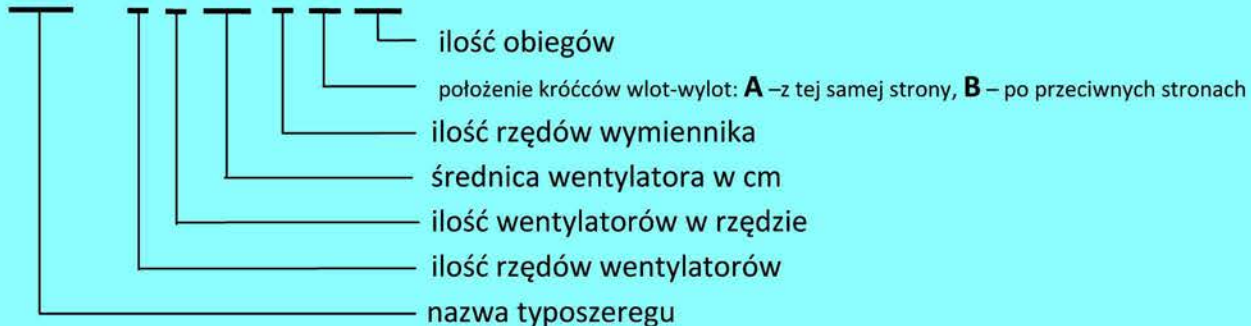 ilość obiegów
położenie króćców wlot-wylot: A –z tej samej strony, B – po przeciwnych stronach
ilość rzędów wymiennika
średnica wentylatora w cm
ilość wentylatorów w rzędzie
ilość rzędów wentylatorów
nazwa typoszeregu